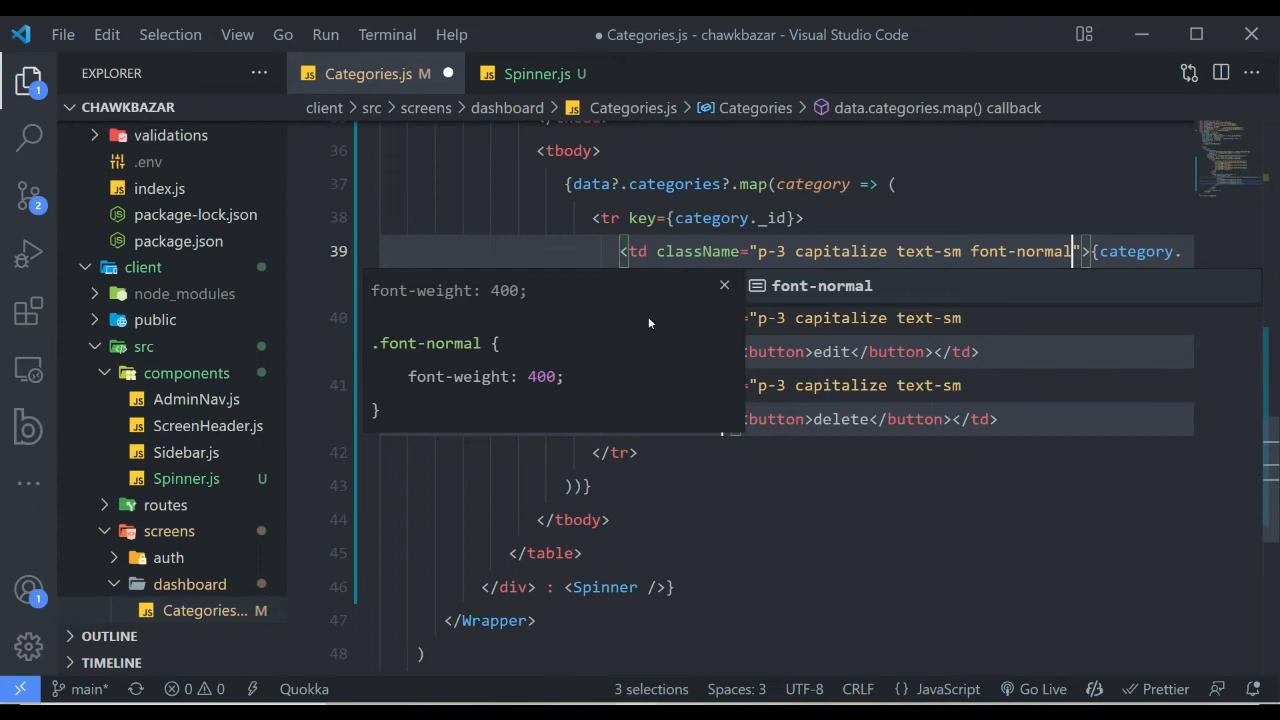 File Edit Selection View Go Run Terminal Help
● Categories.js - chawkbazar - Visual Studio Code
EXPLORER
Categories.js M
Spinner.js U
CHAWKBAZAR
client > src > screens > dashboard > Categories.js > Categories > data.categories.map() callback
validations
.env
index.js
package-lock.json
package.json
client
node_modules
public
src
components
AdminNav.js
ScreenHeader.js
Sidebar.js
Spinner.js U
routes
screens
auth
dashboard
Categories... M
OUTLINE
TIMELINE
36 <tbody>
37 {data?.categories?.map(category => (
38 <tr key={category._id}>
39 <td className="p-3 capitalize text-sm font-normal">{category.
font-weight: 400;
.font-normal {
font-weight: 400;
}
font-normal
40 ="p-3 capitalize text-sm
button>edit</button></td>
41 ="p-3 capitalize text-sm
button>delete</button></td>
42 </tr>
43 ))}
44 </tbody>
45 </table>
46 </div> : <Spinner />}
47 </Wrapper>
48 )
1
2
1
main* 0 0 Quokka 3 selections Spaces: 3 UTF-8 CRLF {} JavaScript Go Live Prettier